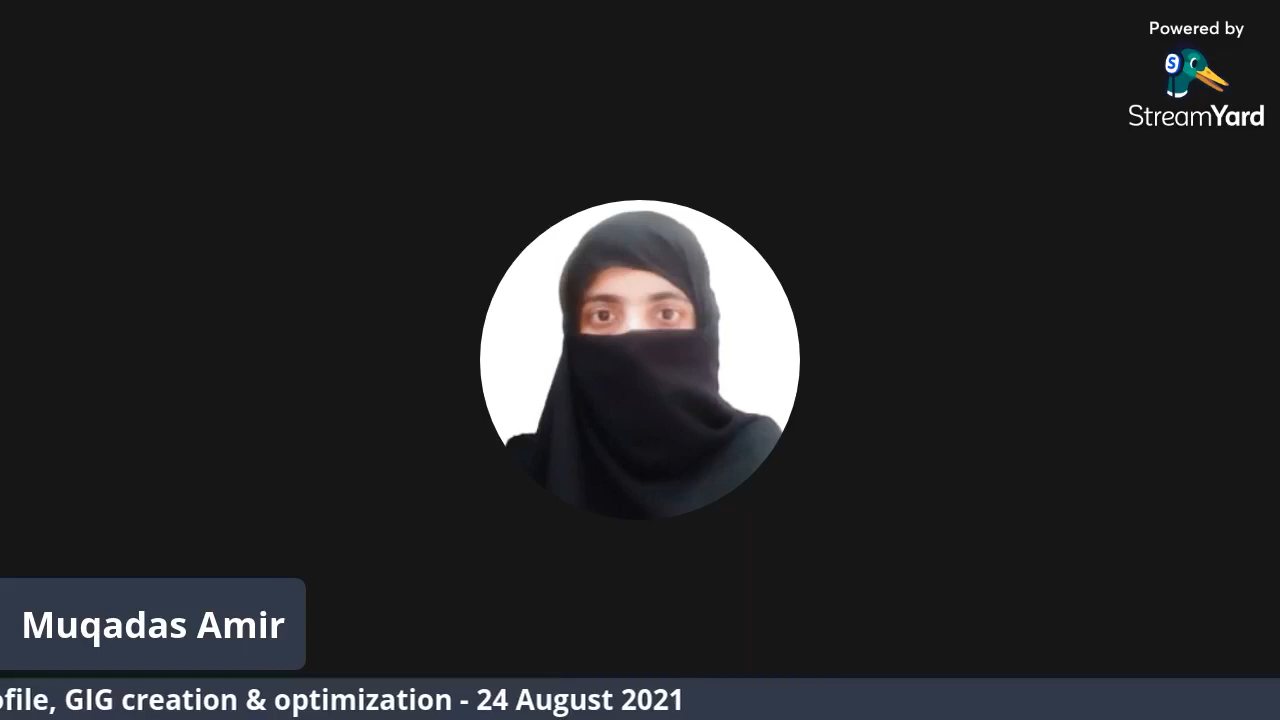 Powered by
S
StreamYard
Muqadas Amir
ofile, GIG creation & optimization - 24 August 2021